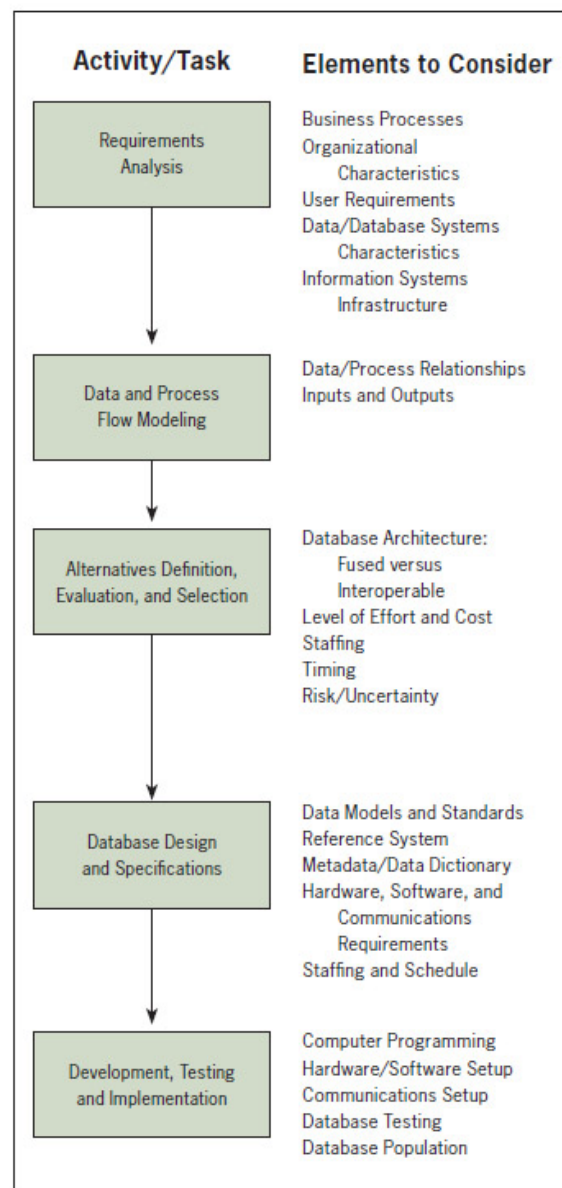 Activity/Task
Elements to Consider
Requirements
Analysis
Business Processes
Organizational
Characteristics
User Requirements
Data/Database Systems
Characteristics
Information Systems
Infrastructure
Data and Process
Flow Modeling
Data/Process Relationships
Inputs and Outputs
Alternatives Definition,
Evaluation, and Selection
Database Architecture:
Fused versus
Interoperable
Level of Effort and Cost
Staffing
Timing
Risk/Uncertainty
Database Design
and Specifications
Data Models and Standards
Reference System
Metadata/Data Dictionary
Hardware, Software, and
Communications
Requirements
Staffing and Schedule
Development, Testing
and Implementation
Computer Programming
Hardware/Software Setup
Communications Setup
Database Testing
Database Population